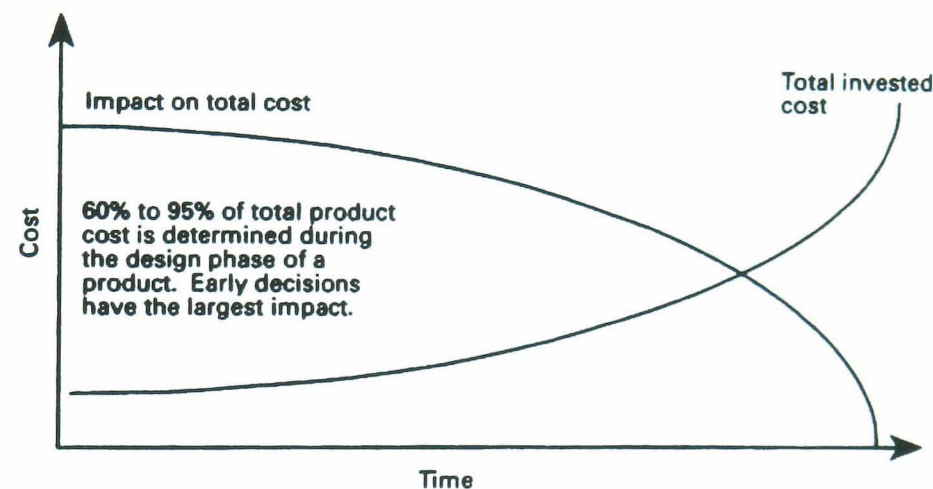 Impact on total cost
Total invested
cost
60% to 95% of total product
cost is determined during
the design phase of a
product. Early decisions
have the largest impact.
Cost
Time